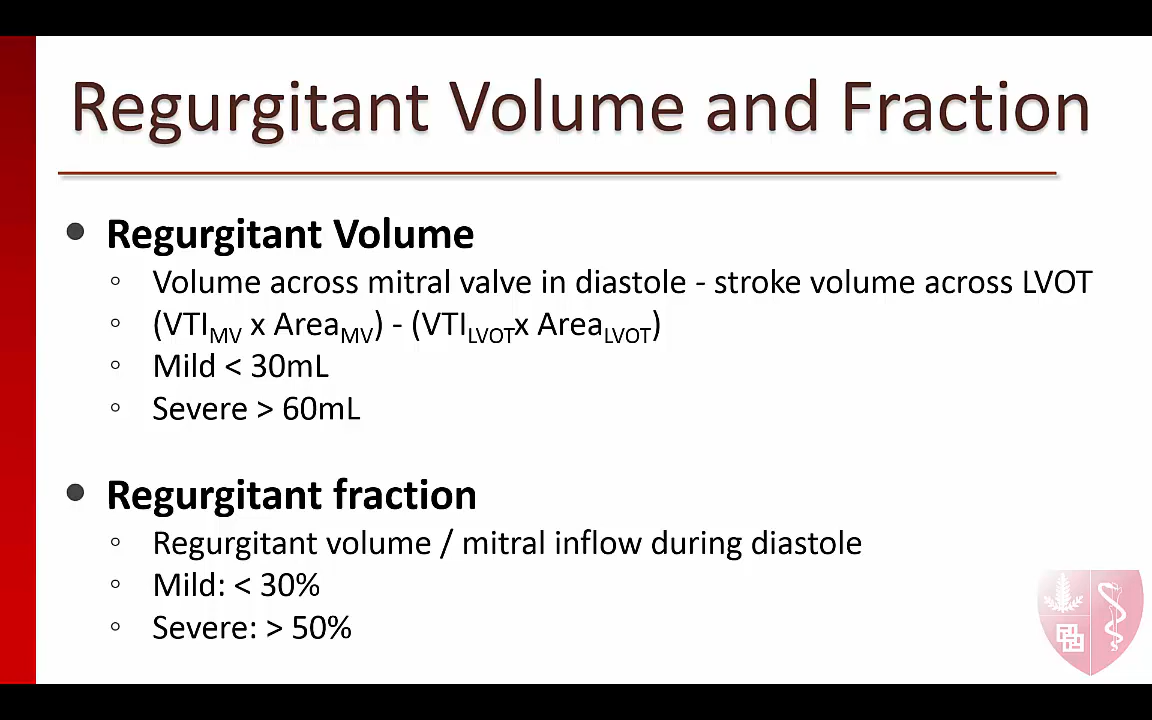 Regurgitant Volume and Fraction
• Regurgitant Volume
◦ Volume across mitral valve in diastole - stroke volume across LVOT
◦ (VTIMV x AreaMV) - (VTILVOTx AreaLVOT)
◦ Mild < 30mL
◦ Severe > 60mL
• Regurgitant fraction
◦ Regurgitant volume / mitral inflow during diastole
◦ Mild: < 30%
◦ Severe: > 50%